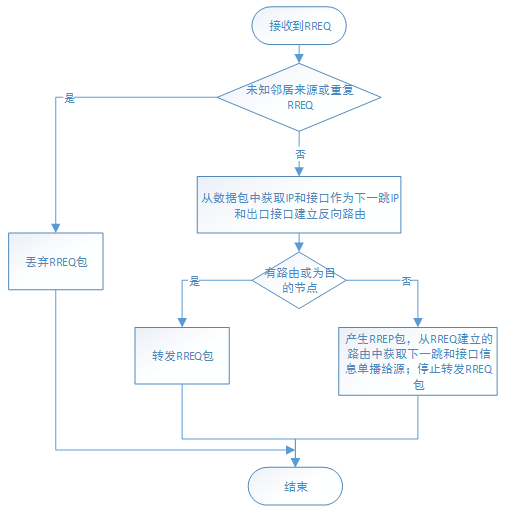 接收到RREQ
未知邻居来源或重复
RREQ
是
否
从数据包中获取IP和接口作为下一跳IP
和出口接口建立反向路由
丢弃RREQ包
有路由或为目
的节点
是
否
转发RREQ包
产生RREP包，从RREQ建立的
路由中获取下一跳和接口信
息单播给源；停止转发RREQ
包
结束